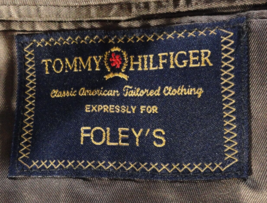 TOMMY HILFIGER
Classic American Tailored Clothing
EXPRESSLY FOR
FOLEY'S